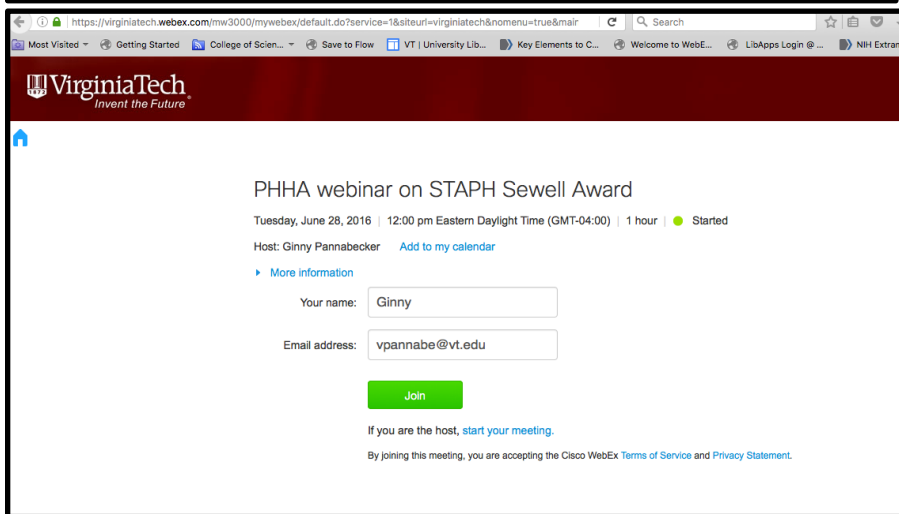 https://virginiatech.webex.com/mw3000/mywebex/default.do?service=1&siteurl=virginiatech&nomenu=true&mair
Search
Most Visited
Getting Started
College of Scien...
Save to Flow
VT | University Lib...
Key Elements to C...
Welcome to WebE...
LibApps Login @ ...
NIH Extran
1872
VirginiaTech
Invent the Future
PHHA webinar on STAPH Sewell Award
Tuesday, June 28, 2016 | 12:00 pm Eastern Daylight Time (GMT-04:00) | 1 hour | Started
Host: Ginny Pannabecker Add to my calendar
More information
Your name: Ginny
Email address: vpannabe@vt.edu
Join
If you are the host, start your meeting.
By joining this meeting, you are accepting the Cisco WebEx Terms of Service and Privacy Statement.